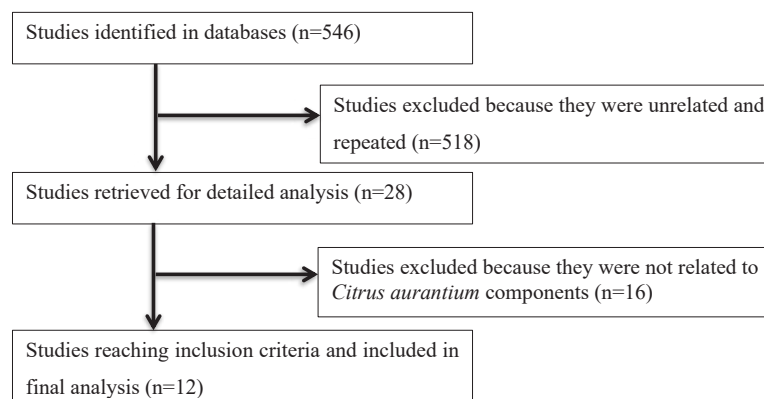 Studies identified in databases (n=546)
Studies excluded because they were unrelated and
repeated (n=518)
Studies retrieved for detailed analysis (n=28)
Studies excluded because they were not related to
Citrus aurantium components (n=16)
Studies reaching inclusion criteria and included in
final analysis (n=12)